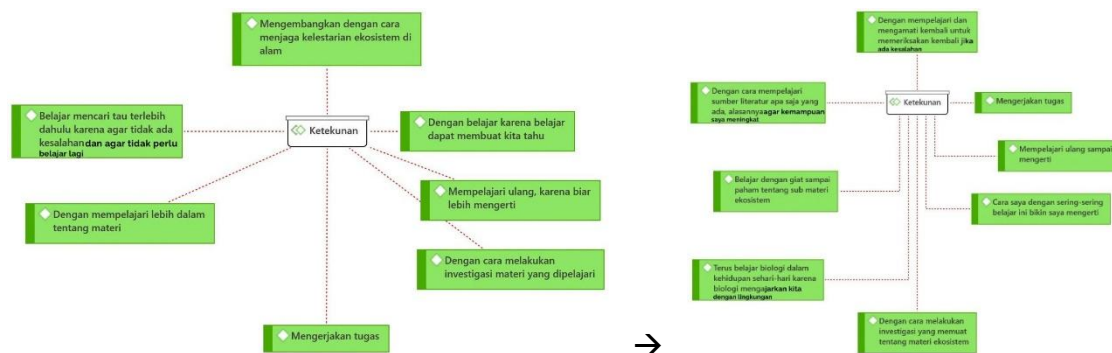 Mengembangkan dengan cara
menjaga kelestarian ekosistem di
alam
Belajar mencari tau terlebih
dahulu karena agar tidak ada
kesalahan dan agar tidak perlu
belajar lagi
Ketekunan
Dengan belajar karena belajar
dapat membuat kita tahu
Mempelajari ulang, karena biar
lebih mengerti
Dengan mempelajari lebih dalam
tentang materi
Dengan cara melakukan
investigasi materi yang dipelajari
Mengerjakan tugas
→
Dengan mempelajari dan
mengamati kembali untuk
memeriksakan kembali jika
ada kesalahan
Dengan cara mempelajari
sumber literatur apa saja yang
ada, alasannya agar kemampuan
saya meningkat
Ketekunan
Mengerjakan tugas
Mempelajari ulang sampai
mengerti
Belajar dengan giat sampai
paham tentang sub materi
ekosistem
Cara saya dengan sering-sering
belajar ini bikin saya mengerti
Terus belajar biologi dalam
kehidupan sehari-hari karena
biologi mengajarkan kita
dengan lingkungan
Dengan cara melakukan
investigasi yang memuat
tentang materi ekosistem